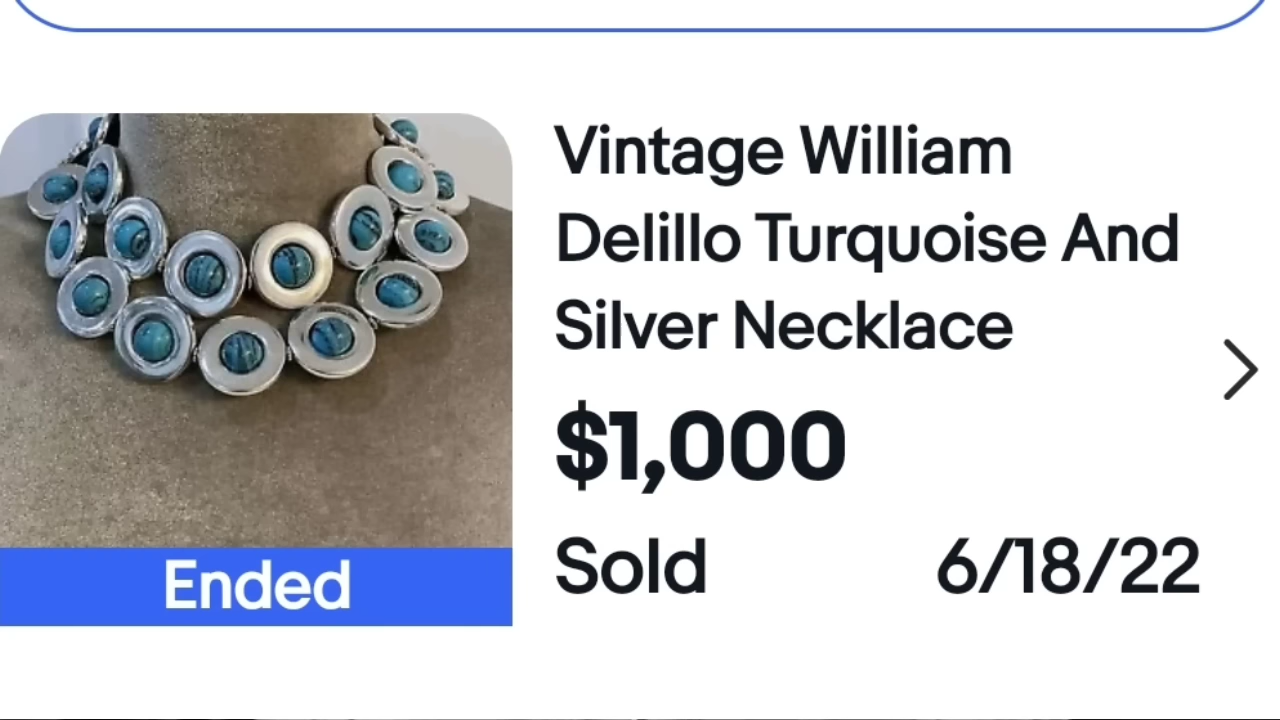 Vintage William
Delillo Turquoise And
Silver Necklace
$1,000
Sold 6/18/22
Ended